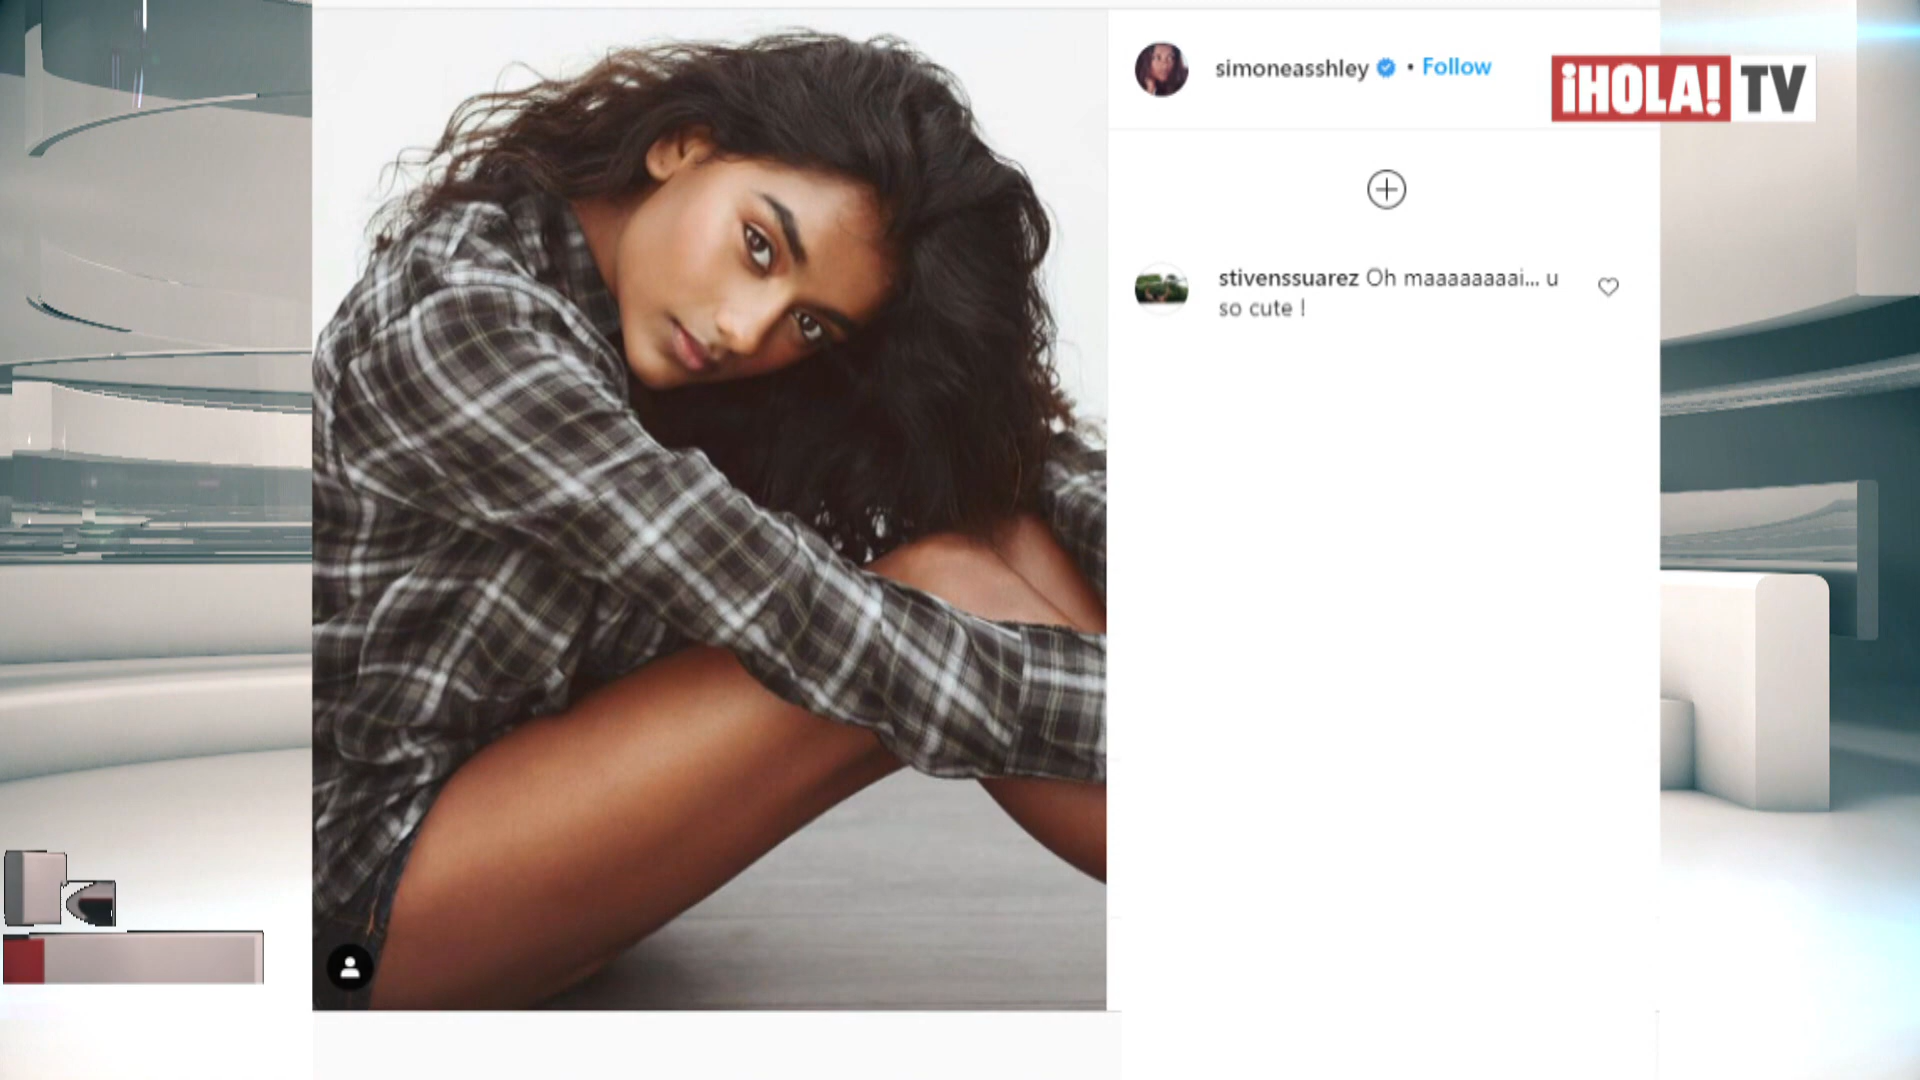 simoneasshley • Follow
¡HOLA! TV
stivenssuarez Oh maaaaaaaai... u
so cute !